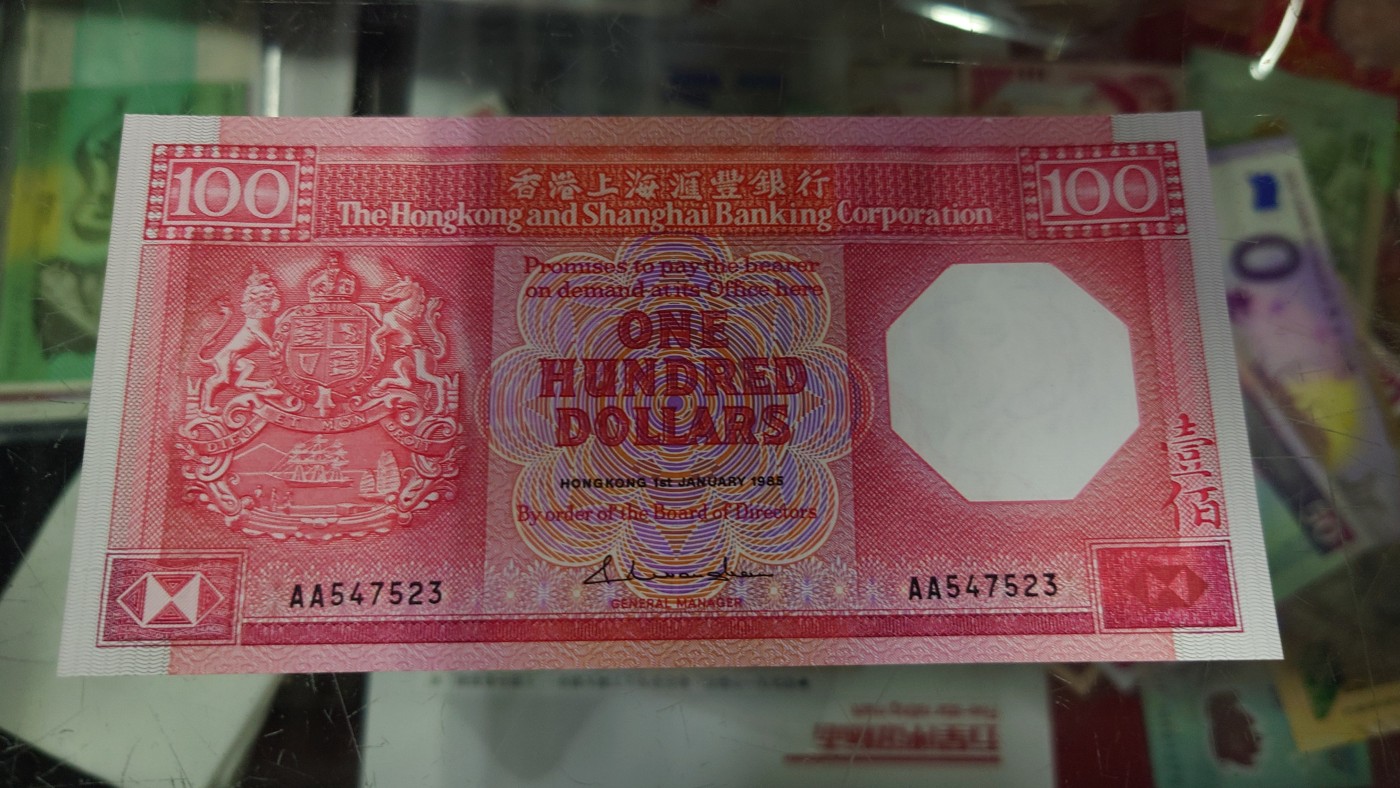 100
香港上海滙豐銀行
The Hongkong and Shanghai Banking Corporation
100
Promises to pay the bearer
on demand at its Office here
ONE
HUNDRED
DOLLARS
HONGKONG 1st JANUARY 1985
By order of the Board of Directors
GENERAL MANAGER
AA547523
AA547523
壹佰
0